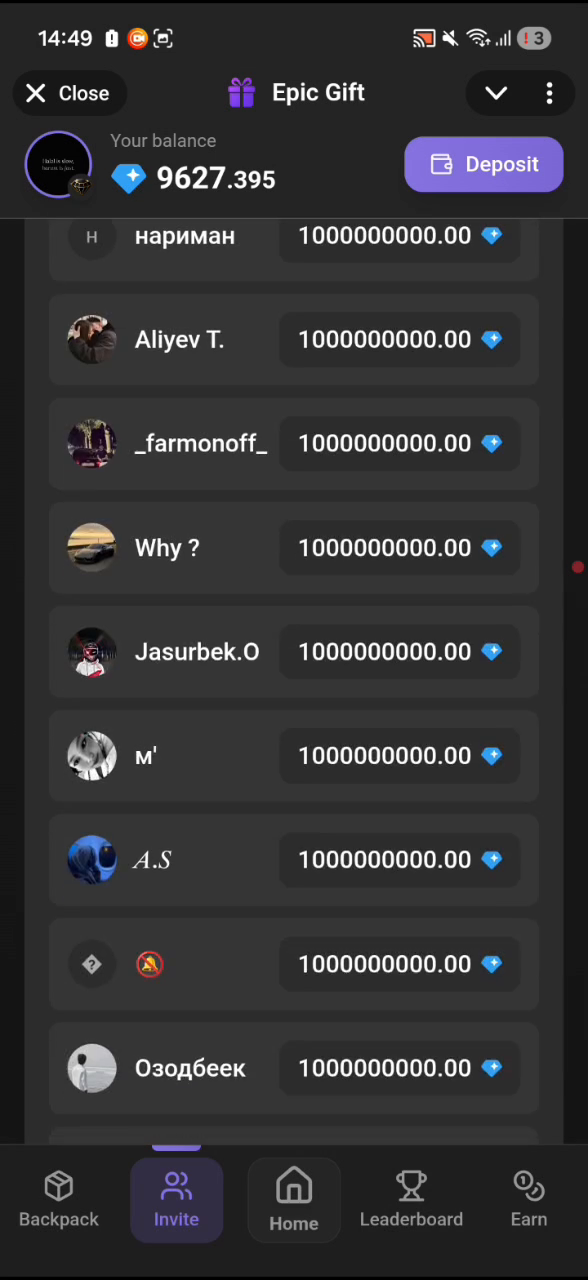 14:49
3
Close
Epic Gift
Your balance
9627.395
Deposit
H
нариман
1000000000.00
Aliyev T.
1000000000.00
_farmonoff_
1000000000.00
Why ?
1000000000.00
Jasurbek.O
1000000000.00
м'
1000000000.00
A.S
1000000000.00
🔕
1000000000.00
Озодбеек
1000000000.00
Backpack
Invite
Home
Leaderboard
Earn